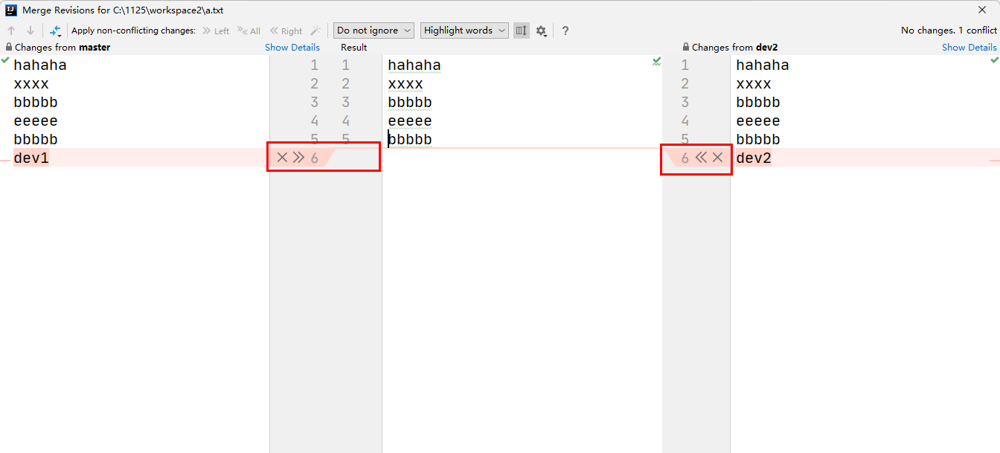 Merge Revisions for C:\1125\workspace2\a.txt
Apply non-conflicting changes: Left All Right Do not ignore Highlight words ? No changes. 1 conflict
Changes from master Show Details Result Changes from dev2 Show Details
hahaha 1 1 hahaha 1 hahaha
xxxx 2 2 xxxx 2 xxxx
bbbbb 3 3 bbbbb 3 bbbbb
eeeee 4 4 eeeee 4 eeeee
bbbbb 5 5 bbbbb 5 bbbbb
dev1 6 6 dev2